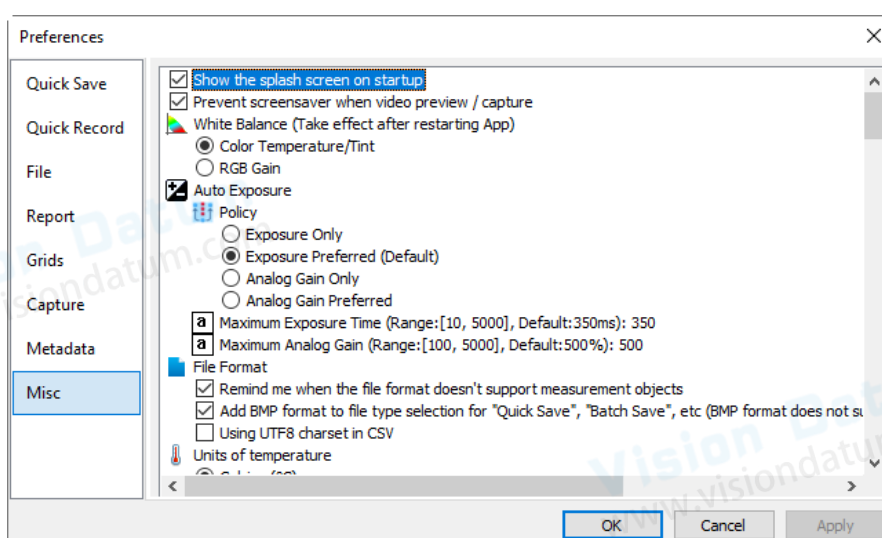 Preferences
Quick Save
Quick Record
File
Report
Grids
Capture
Metadata
Misc
Show the splash screen on startup
Prevent screensaver when video preview / capture
White Balance (Take effect after restarting App)
Color Temperature/Tint
RGB Gain
Auto Exposure
Policy
Exposure Only
Exposure Preferred (Default)
Analog Gain Only
Analog Gain Preferred
a Maximum Exposure Time (Range:[10, 5000], Default:350ms): 350
a Maximum Analog Gain (Range:[100, 5000], Default:500%): 500
File Format
Remind me when the file format doesn't support measurement objects
Add BMP format to file type selection for "Quick Save", "Batch Save", etc (BMP format does not su
Using UTF8 charset in CSV
Units of temperature
OK
Cancel
Apply
Vision Datum
www.visiondatum